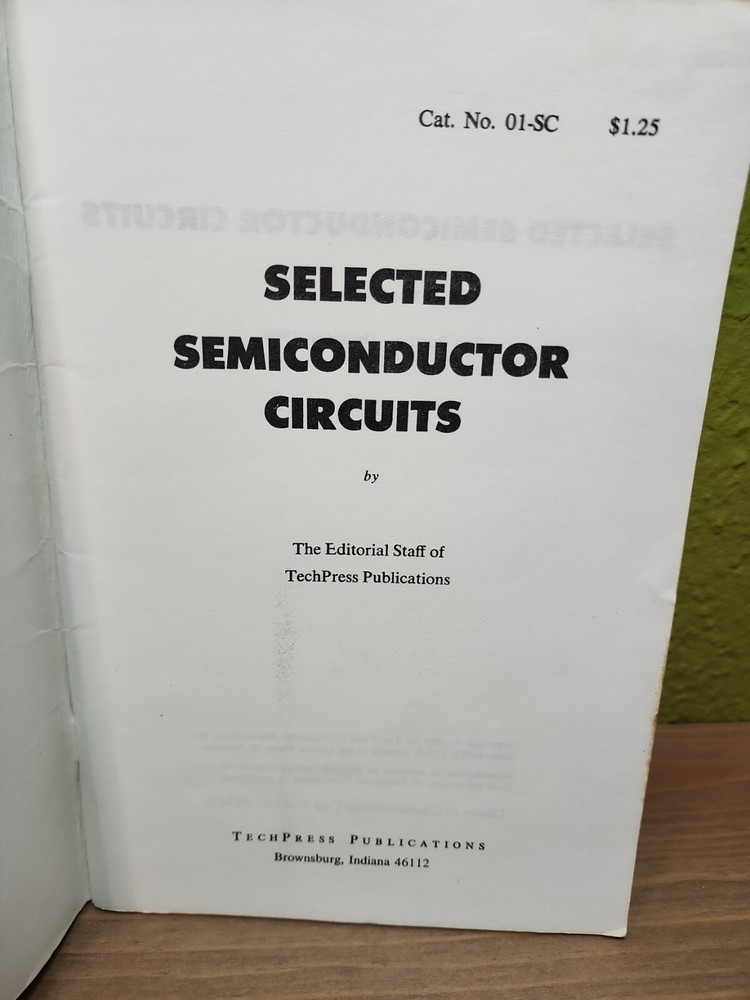 Cat. No. 01-SC $1.25
SELECTED
SEMICONDUCTOR
CIRCUITS
by
The Editorial Staff of
TechPress Publications
TECHPRESS PUBLICATIONS
Brownsburg, Indiana 46112